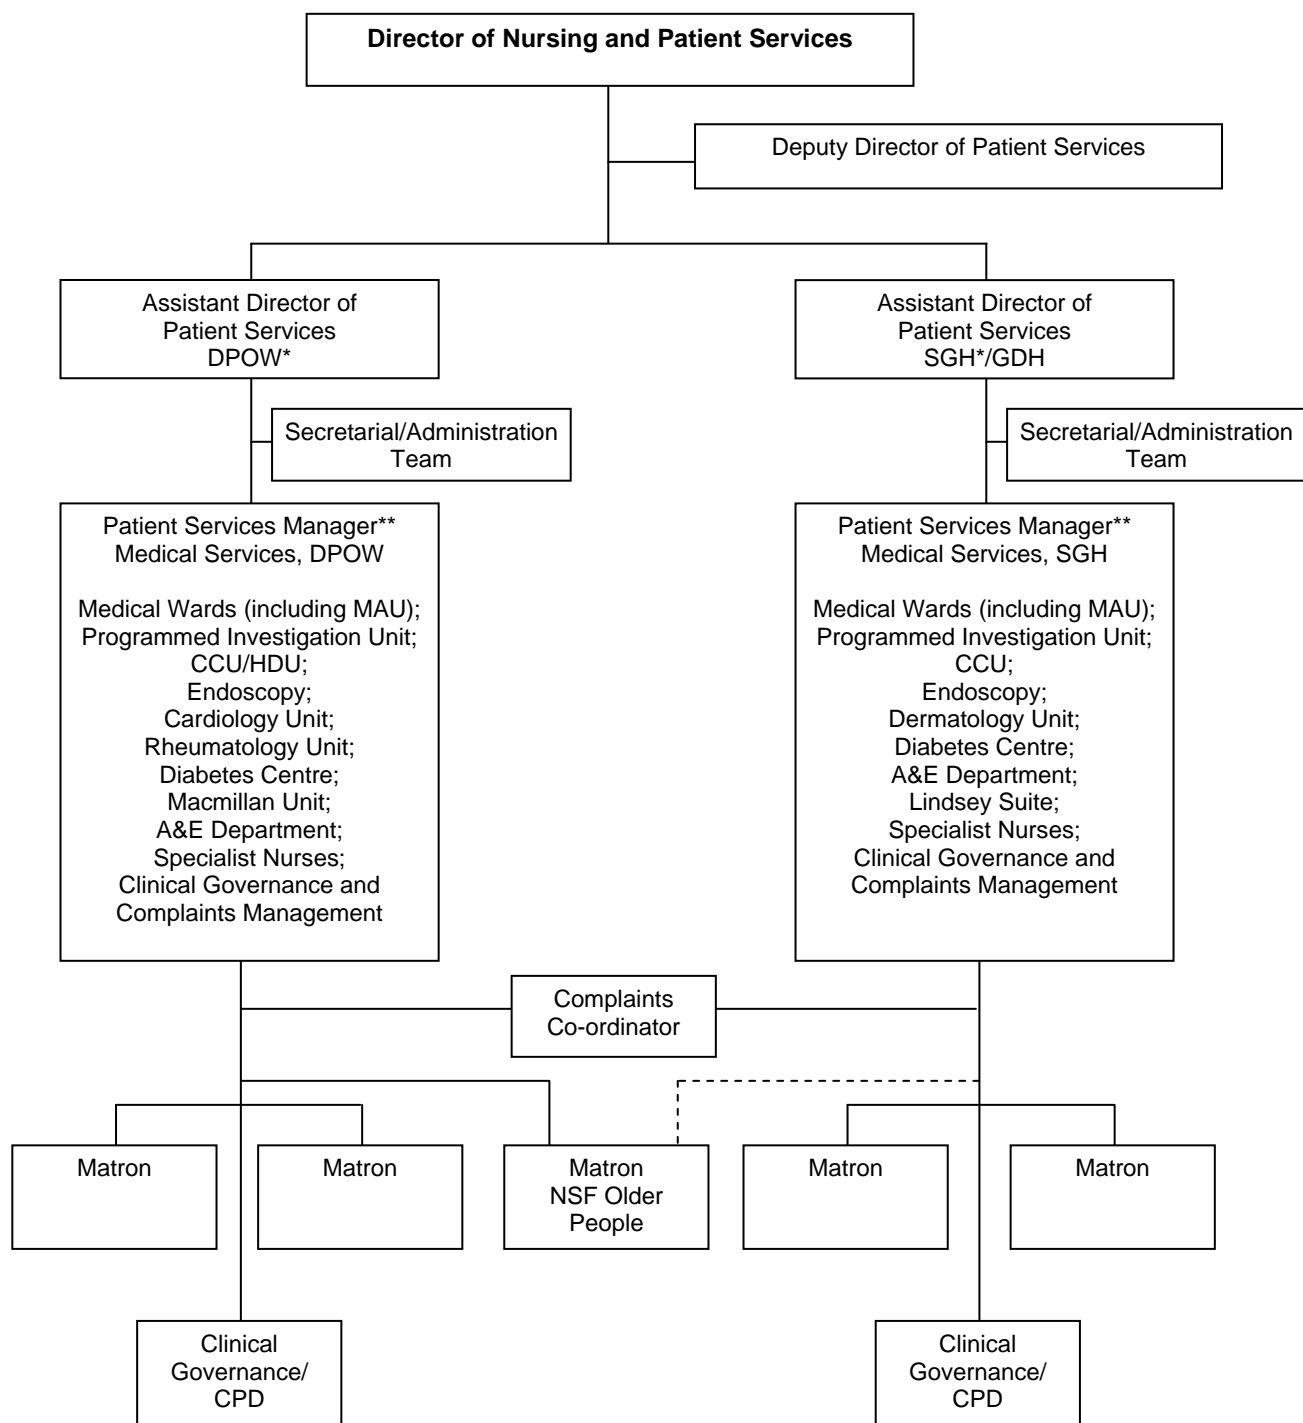 Director of Nursing and Patient Services
Deputy Director of Patient Services
Assistant Director of
Patient Services
DPOW*
Assistant Director of
Patient Services
SGH*/GDH
Secretarial/Administration
Team
Secretarial/Administration
Team
Patient Services Manager**
Medical Services, DPOW
Medical Wards (including MAU);
Programmed Investigation Unit;
CCU/HDU;
Endoscopy;
Cardiology Unit;
Rheumatology Unit;
Diabetes Centre;
Macmillan Unit;
A&E Department;
Specialist Nurses;
Clinical Governance and
Complaints Management
Patient Services Manager**
Medical Services, SGH
Medical Wards (including MAU);
Programmed Investigation Unit;
CCU;
Endoscopy;
Dermatology Unit;
Diabetes Centre;
A&E Department;
Lindsey Suite;
Specialist Nurses;
Clinical Governance and
Complaints Management
Complaints
Co-ordinator
Matron
Matron
Matron
NSF Older
People
Matron
Matron
Clinical
Governance/
CPD
Clinical
Governance/
CPD